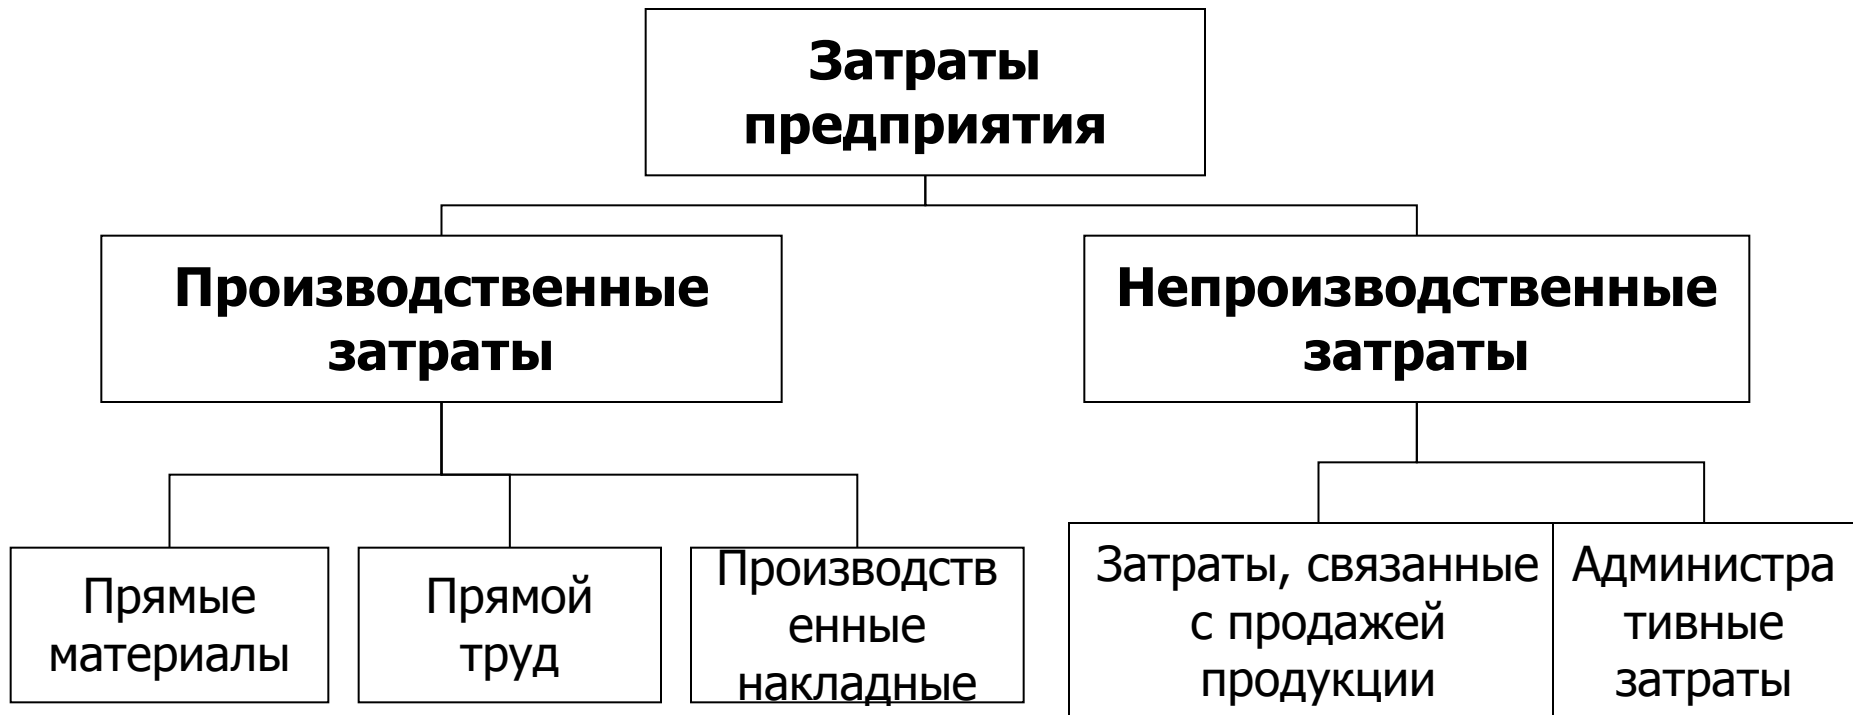 Затраты
предприятия
Производственные
затраты
Непроизводственные
затраты
Прямые
материалы
Прямой
труд
Производств
енные
накладные
Затраты, связанные
с продажей
продукции
Администра
тивные
затраты